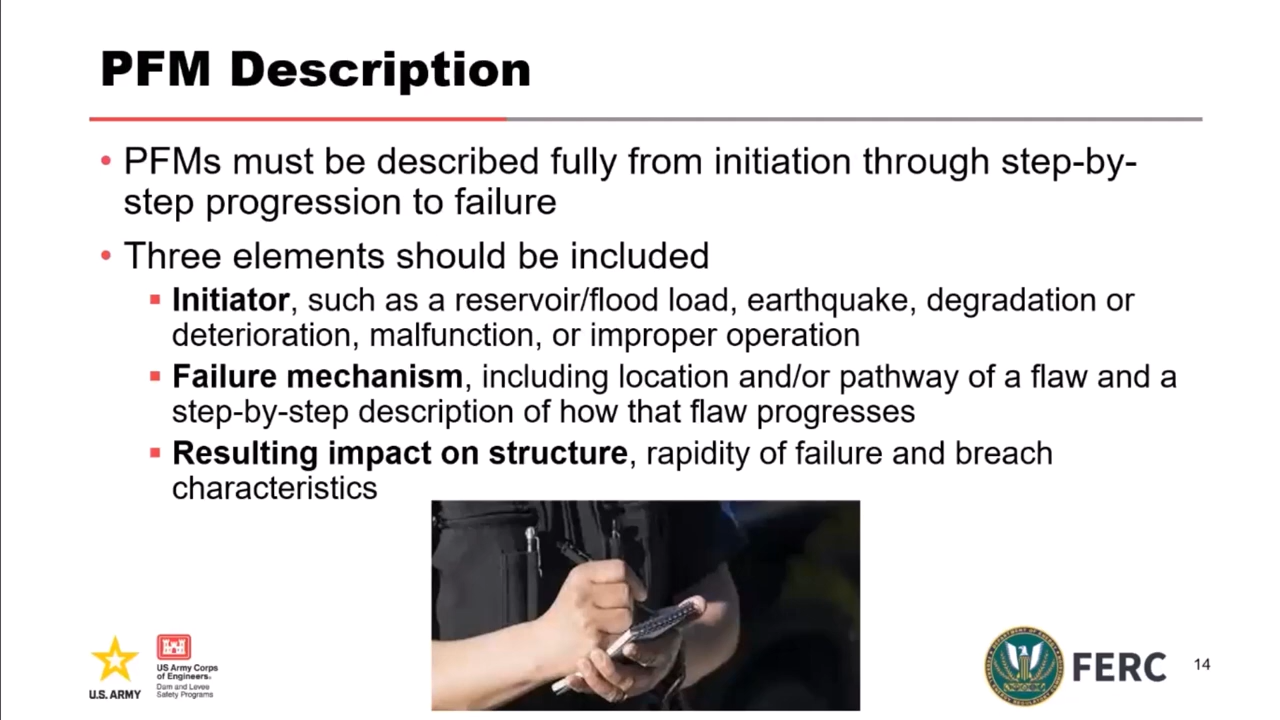 PFM Description
• PFMs must be described fully from initiation through step-by-
step progression to failure
• Three elements should be included
▪ Initiator, such as a reservoir/flood load, earthquake, degradation or
deterioration, malfunction, or improper operation
▪ Failure mechanism, including location and/or pathway of a flaw and a
step-by-step description of how that flaw progresses
▪ Resulting impact on structure, rapidity of failure and breach
characteristics
U.S. ARMY
US Army Corps
of Engineers®
Dam and Levee
Safety Programs
FERC
14